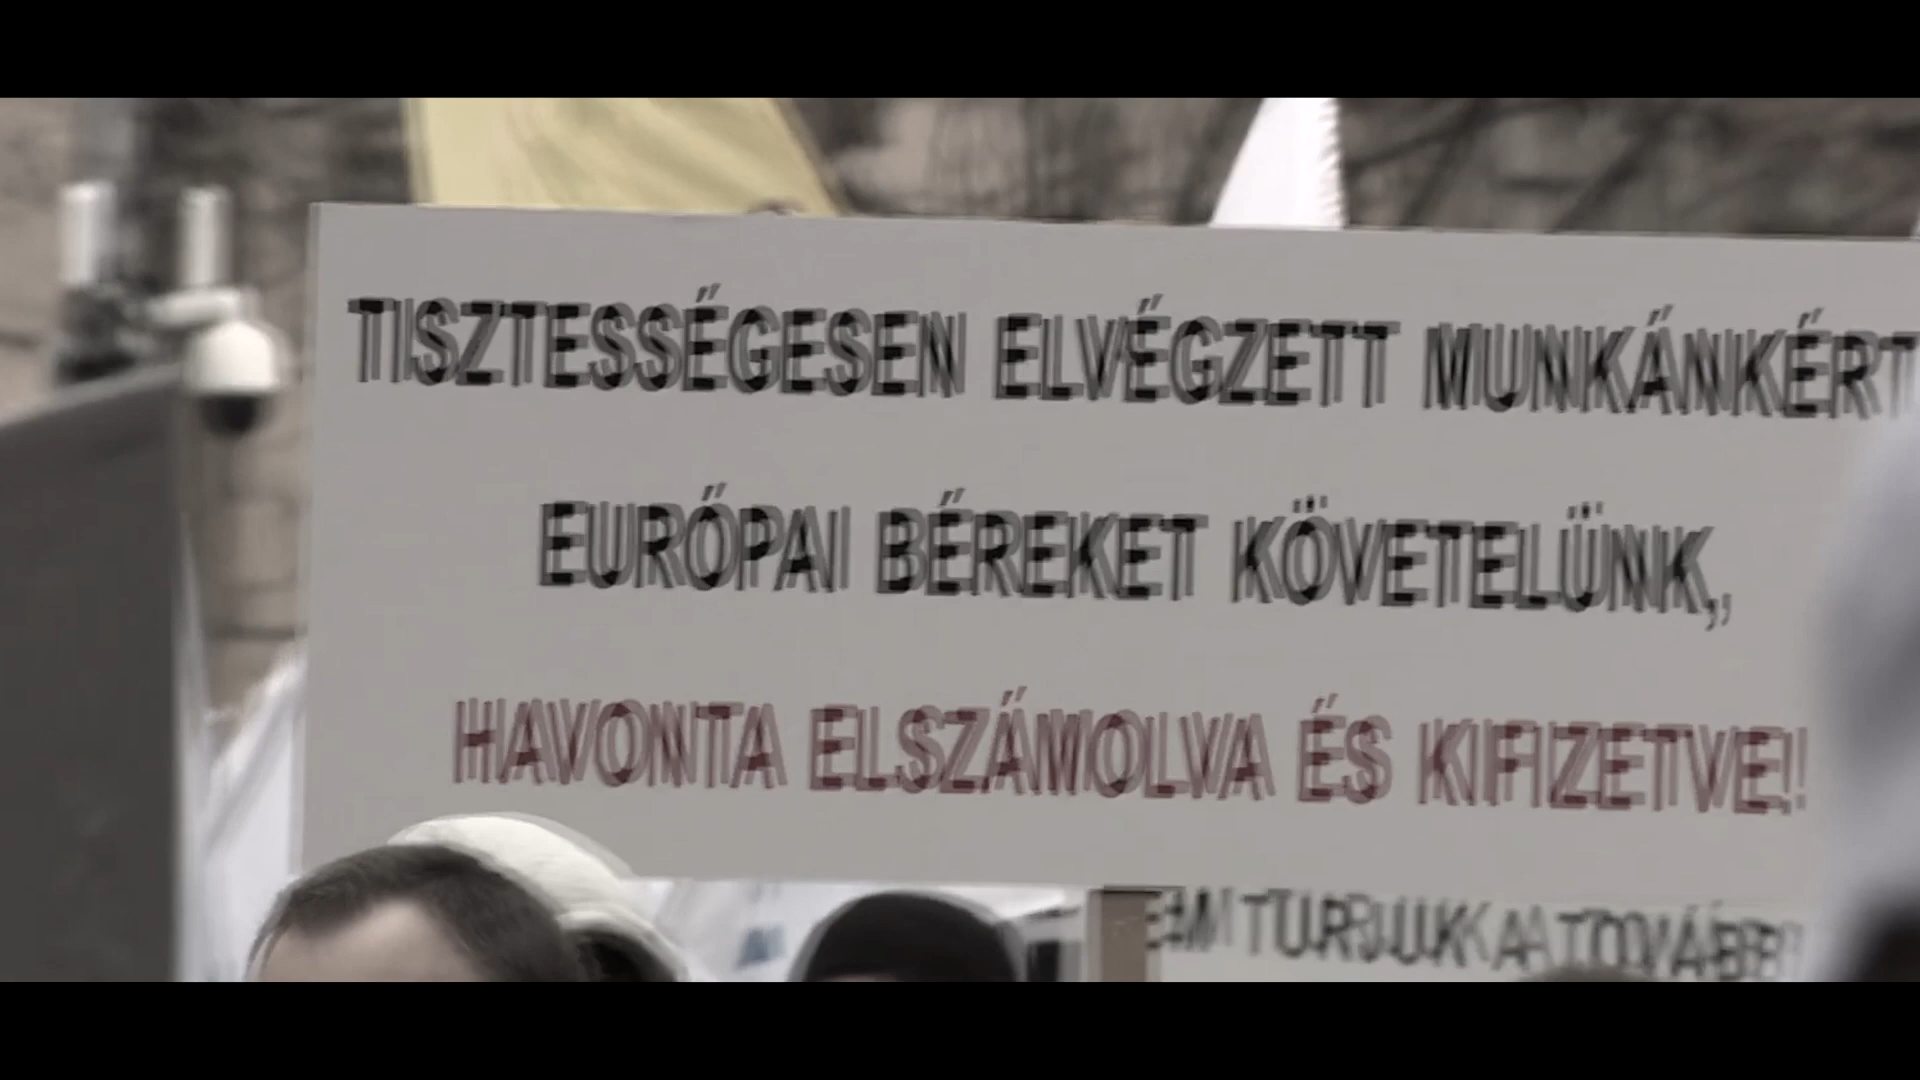 TISZTESSÉGESEN ELVÉGZETT MUNKÁNKÉRT
EURÓPAI BÉREKET KÖVETELÜNK,
HAVONTA ELSZÁMOLVA ÉS KIFIZETVE!
TŰRJÜK A TOVÁBB